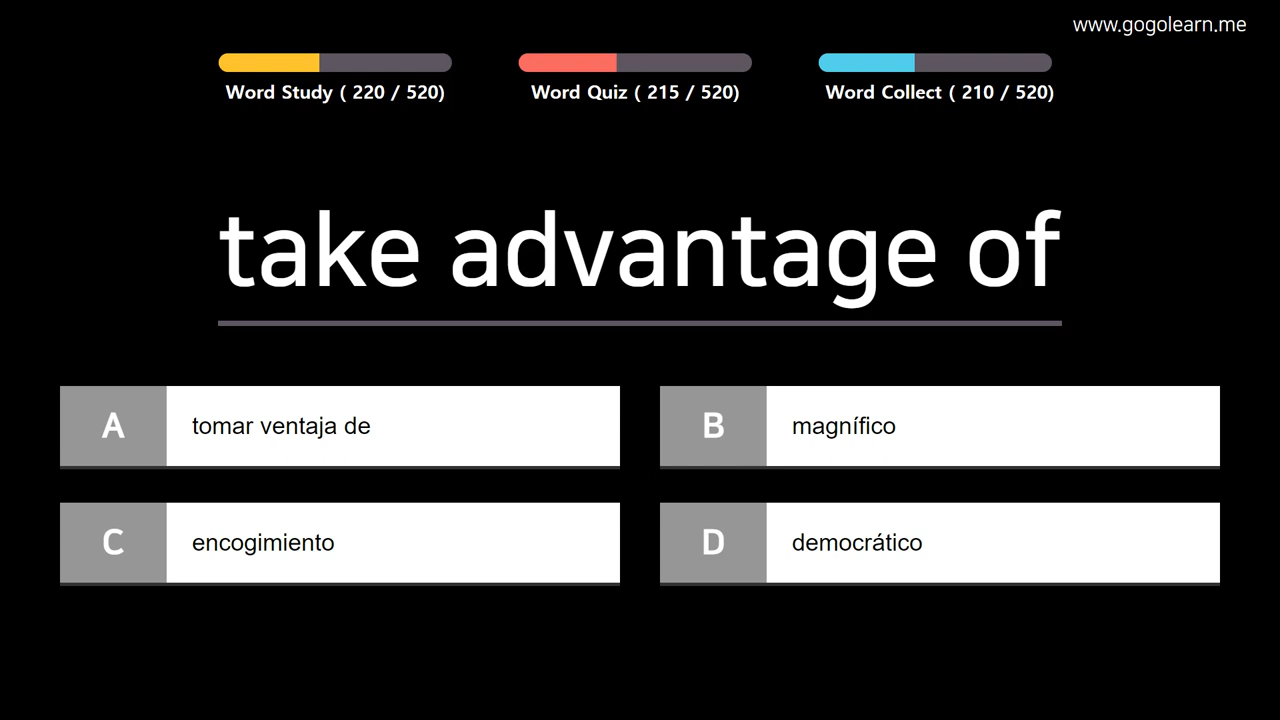 www.gogolearn.me
Word Study ( 220 / 520)
Word Quiz ( 215 / 520)
Word Collect ( 210 / 520)
take advantage of
A
tomar ventaja de
B
magnífico
C
encogimiento
D
democrático